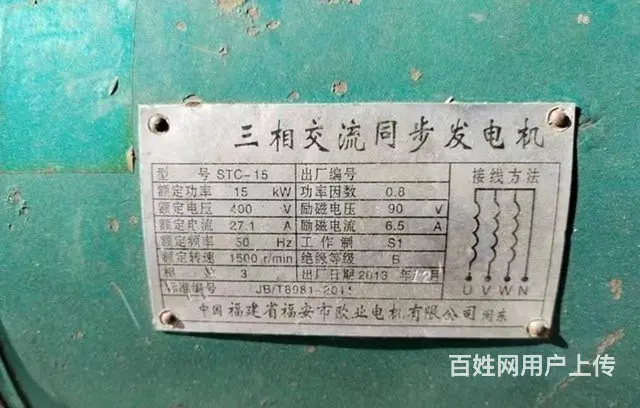 三相交流同步发电机
型 号 STC-15 出厂编号
额定功率 15 kW 功率因数 0.8
额定电压 400 V 励磁电压 90 V
额定电流 27.1 A 励磁电流 6.5 A
额定频率 50 Hz 工作制 S1
额定转速 1500 r/min 绝缘等级 B
相 数 3 出厂日期 2013 年 12 月
标准编号 JB/T8981-
接线方法
U V W N
中国 福建省福安市欧业电机有限公司 闽东
百姓网用户上传